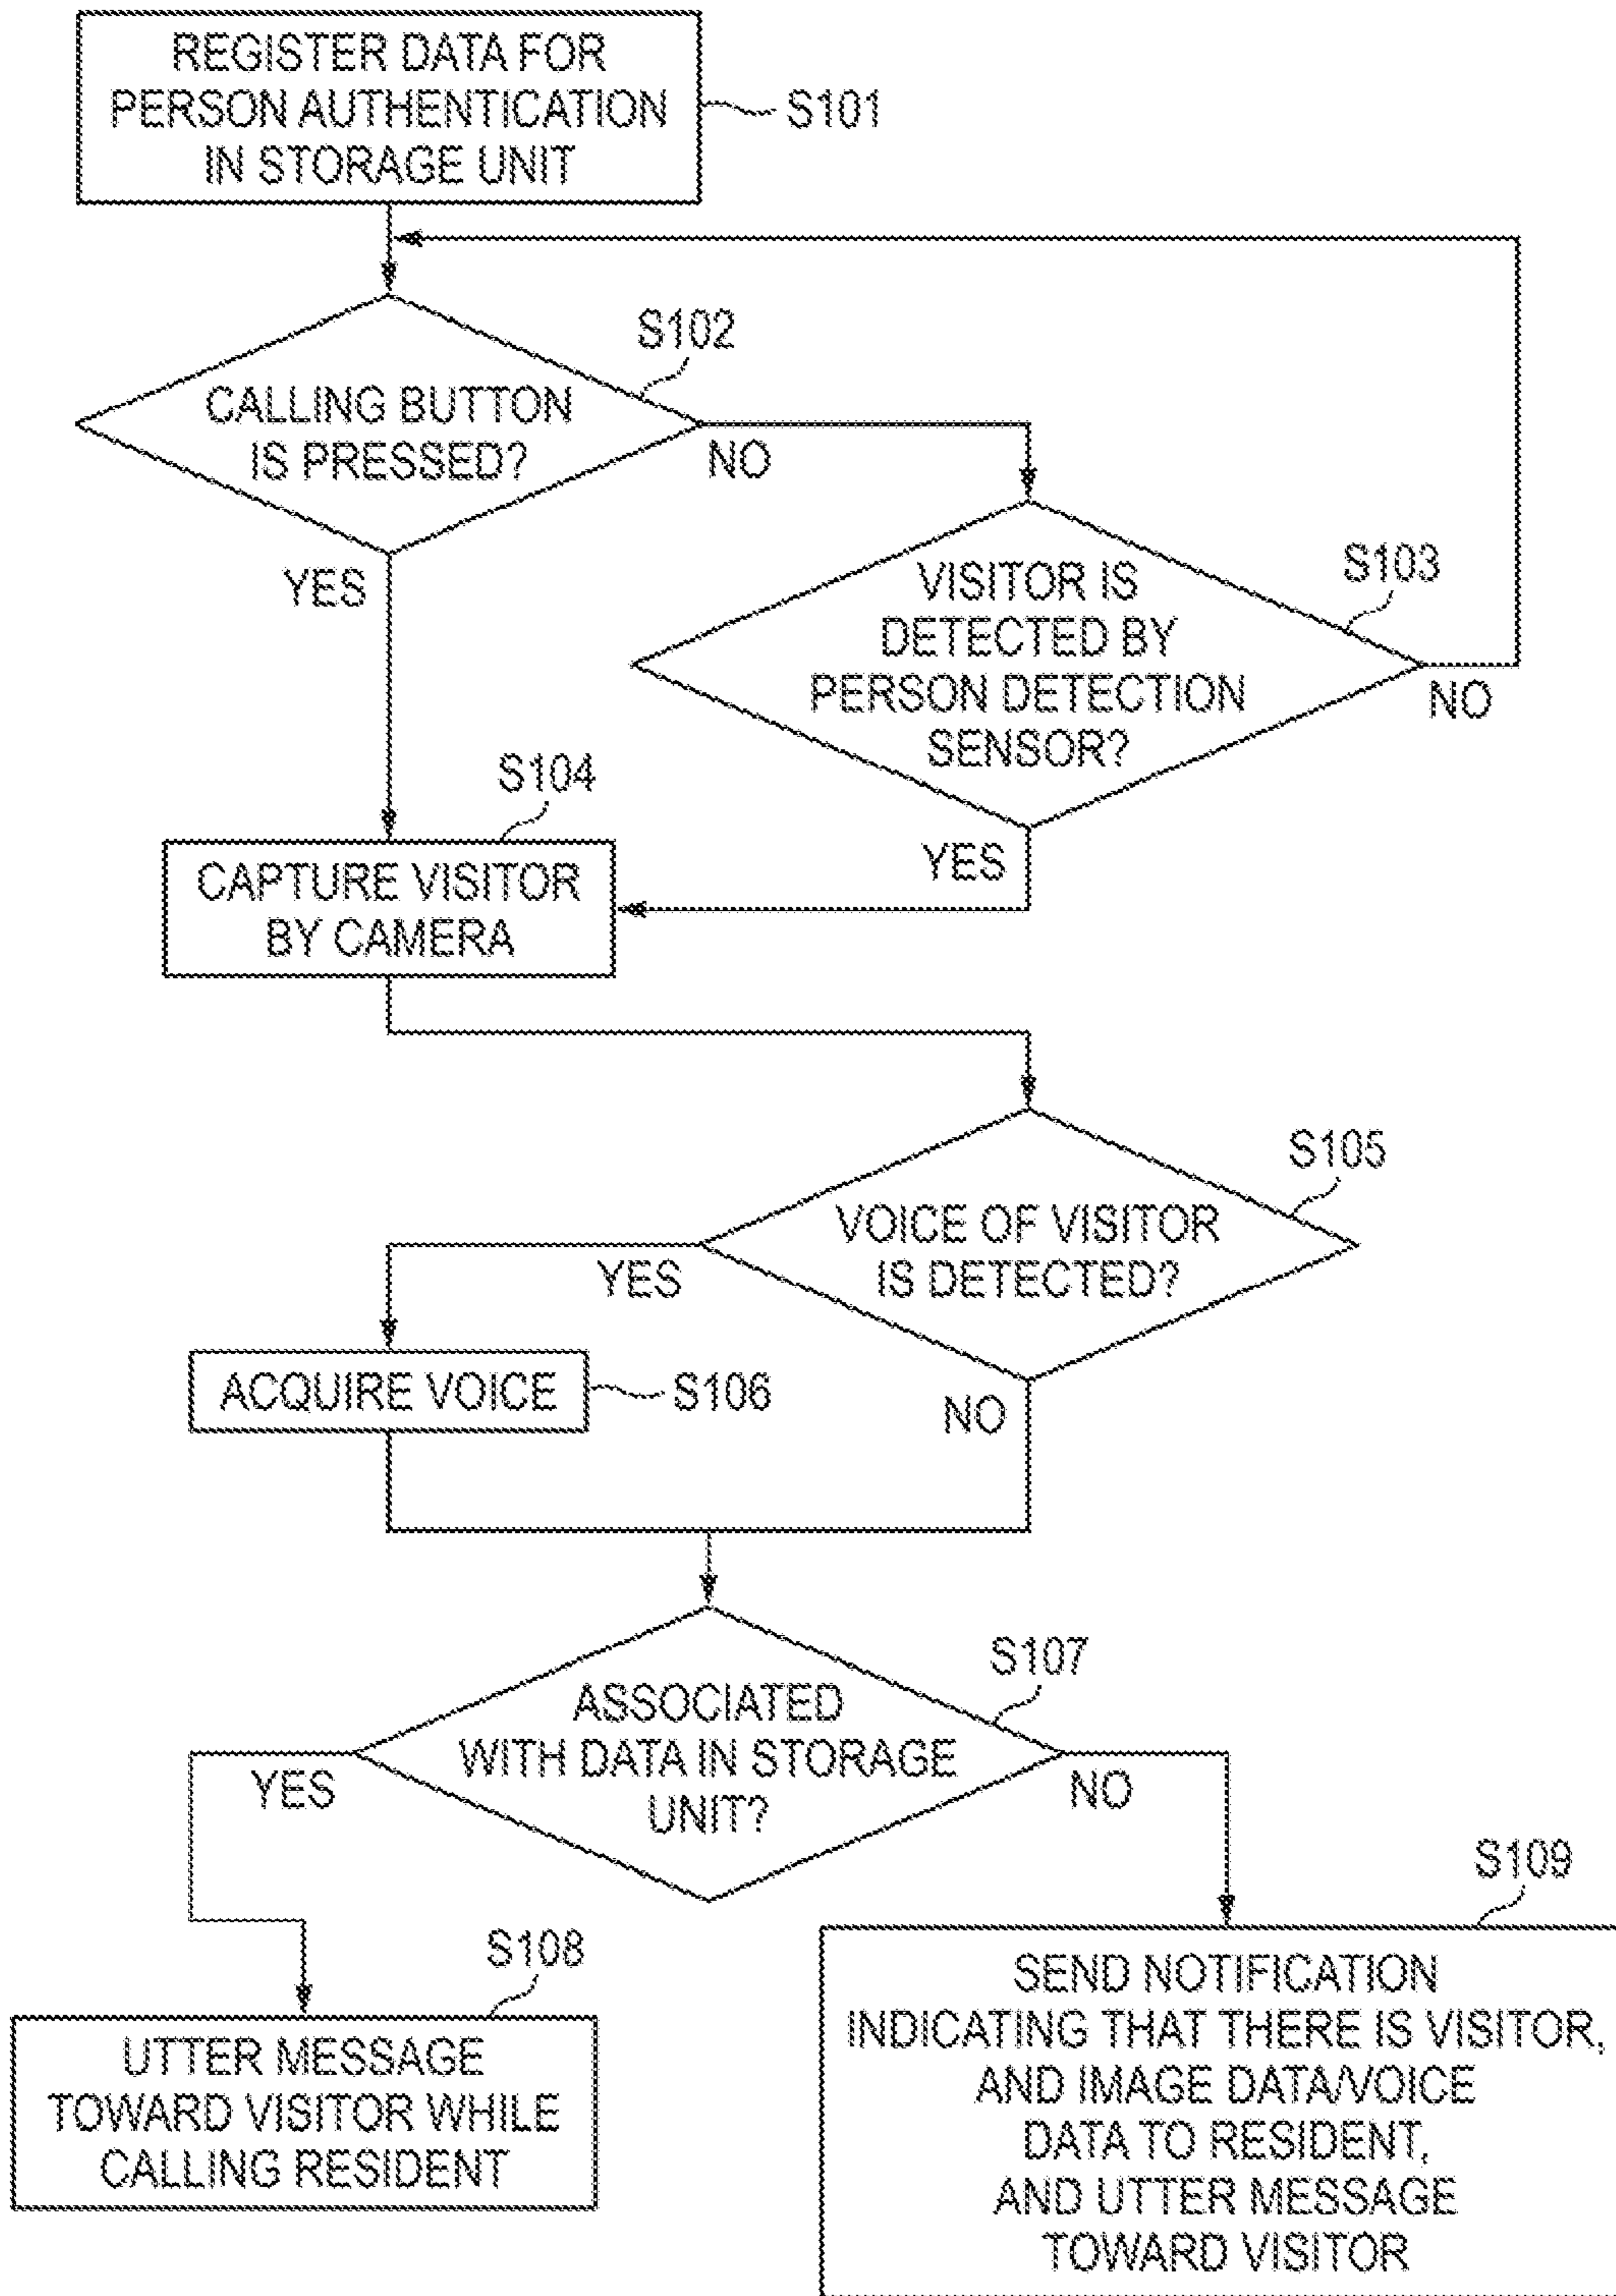 REGISTER DATA FOR
PERSON AUTHENTICATION
IN STORAGE UNIT
S101
S102
CALLING BUTTON
IS PRESSED?
NO
YES
S103
VISITOR IS
DETECTED BY
PERSON DETECTION
SENSOR?
NO
YES
S104
CAPTURE VISITOR
BY CAMERA
S105
VOICE OF VISITOR
IS DETECTED?
YES
NO
ACQUIRE VOICE
S106
S107
ASSOCIATED
WITH DATA IN STORAGE
UNIT?
YES
NO
S108
UTTER MESSAGE
TOWARD VISITOR WHILE
CALLING RESIDENT
S109
SEND NOTIFICATION
INDICATING THAT THERE IS VISITOR,
AND IMAGE DATA/VOICE
DATA TO RESIDENT,
AND UTTER MESSAGE
TOWARD VISITOR